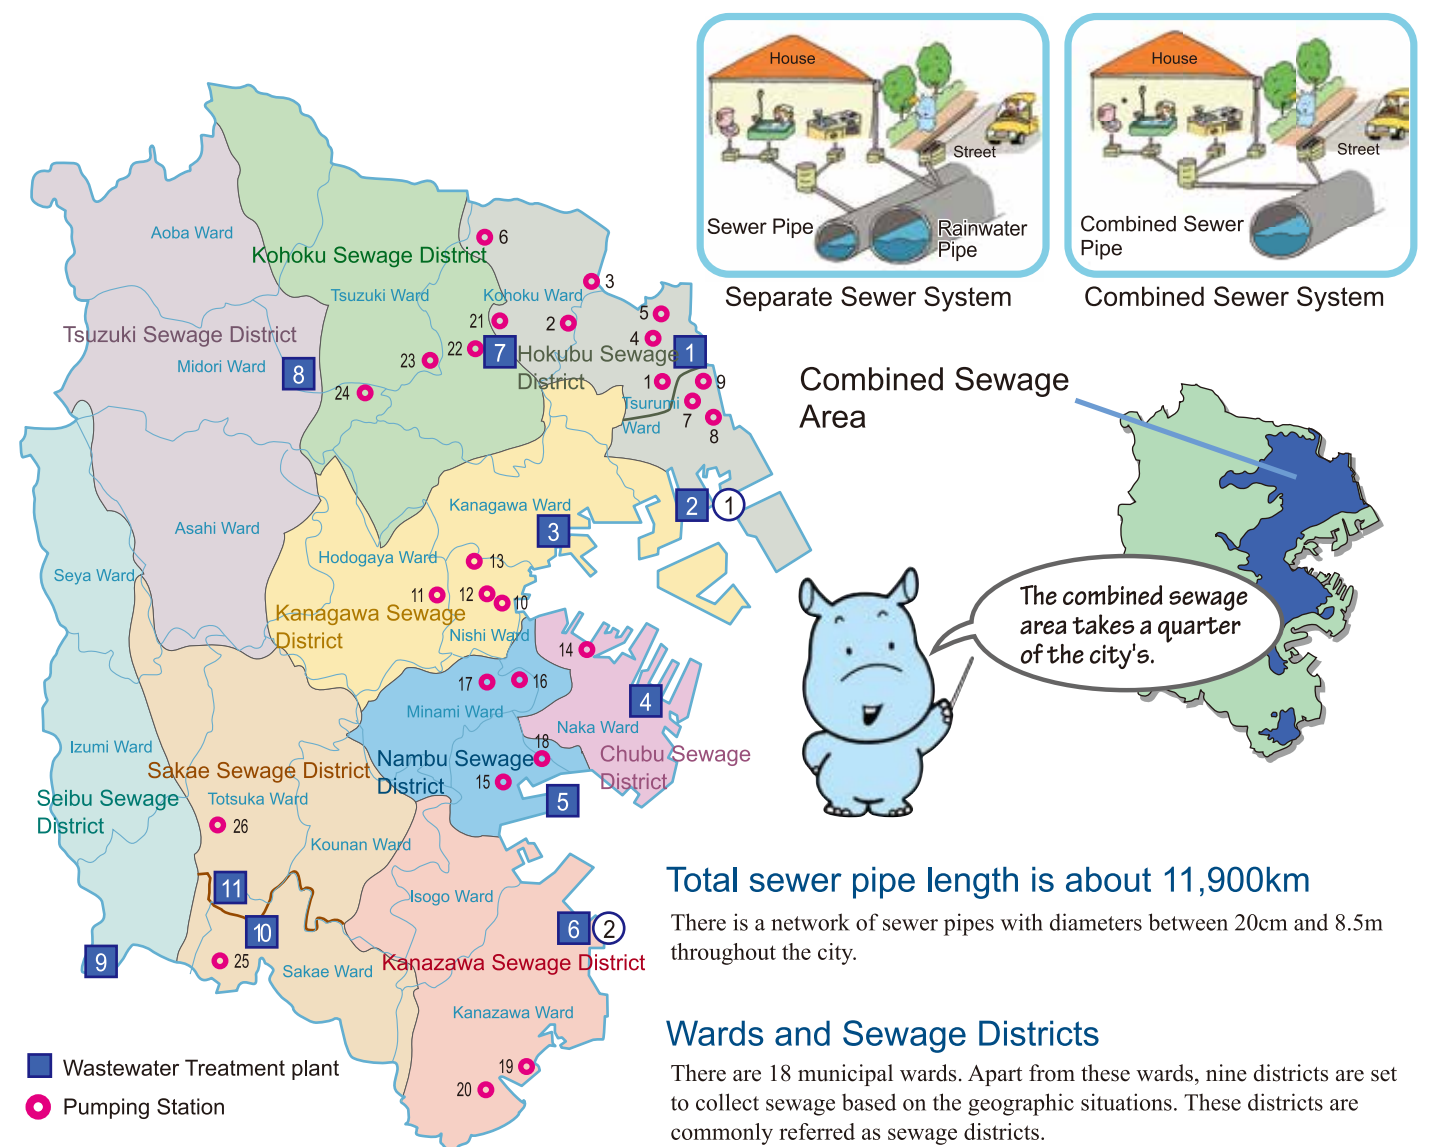 House
Street
Sewer Pipe
Rainwater
Pipe
Separate Sewer System
House
Street
Combined Sewer
Pipe
Combined Sewer System
Aoba Ward
Kohoku Sewage District
6
Tsuzuki Ward
Kohoku Ward
3
Tsuzuki Sewage District
21
2
5
4
Midori Ward
8
23
22
7
Hokubu Sewage
District
1
24
1
9
Tsurumi
Ward
7
8
Kanagawa Ward
2
1
3
Asahi Ward
Hodogaya Ward
13
Seya Ward
11
12
10
Kanagawa Sewage
District
Nishi Ward
14
17
16
4
Minami Ward
Naka Ward
Izumi Ward
18
Sakae Sewage District
Nambu Sewage
District
Chubu Sewage
District
15
5
Seibu Sewage
District
Totsuka Ward
26
Kounan Ward
11
Isogo Ward
10
6
2
9
25
Sakae Ward
Kanazawa Sewage District
Kanazawa Ward
19
20
Wastewater Treatment plant
Pumping Station
Combined Sewage
Area
The combined sewage
area takes a quarter
of the city's.
Total sewer pipe length is about 11,900km
There is a network of sewer pipes with diameters between 20cm and 8.5m
throughout the city.
Wards and Sewage Districts
There are 18 municipal wards. Apart from these wards, nine districts are set
to collect sewage based on the geographic situations. These districts are
commonly referred as sewage districts.